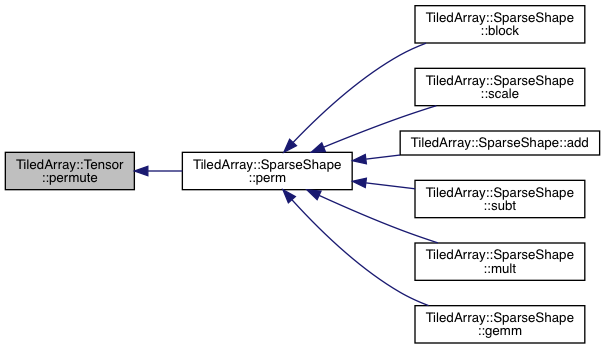 TiledArray::Tensor
::permute
TiledArray::SparseShape
::perm
TiledArray::SparseShape
::block
TiledArray::SparseShape
::scale
TiledArray::SparseShape::add
TiledArray::SparseShape
::subt
TiledArray::SparseShape
::mult
TiledArray::SparseShape
::gemm